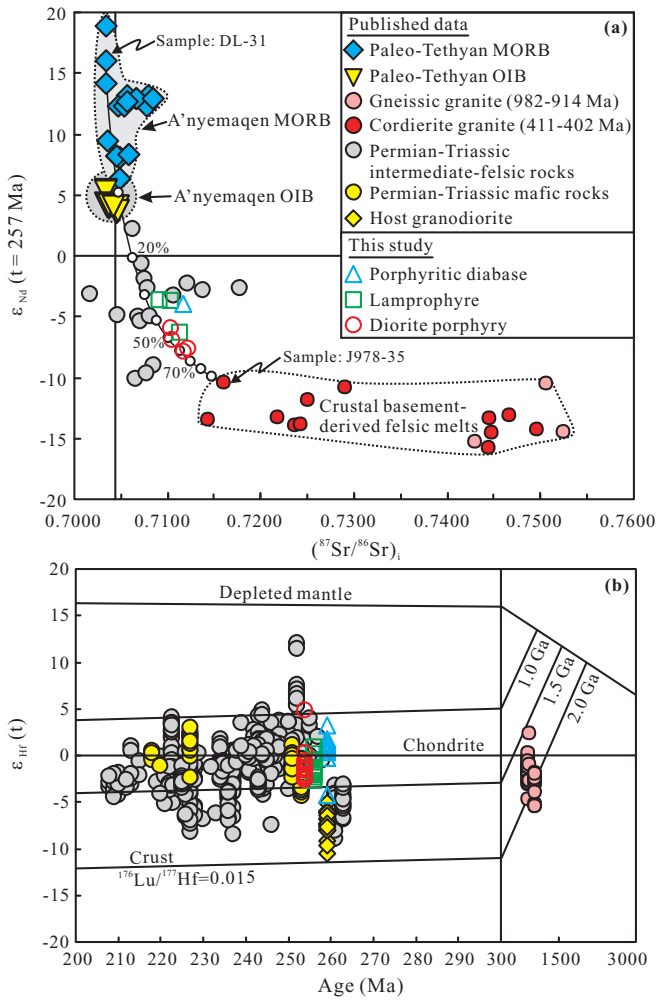 (a)
Sample: DL-31
A'nyemaqen MORB
A'nyemaqen OIB
Published data
Paleo-Tethyan MORB
Paleo-Tethyan OIB
Gneissic granite (982-914 Ma)
Cordierite granite (411-402 Ma)
Permian-Triassic
intermediate-felsic rocks
Permian-Triassic mafic rocks
Host granodiorite
This study
Porphyritic diabase
Lamprophyre
Diorite porphyry
20%
50%
70%
Sample: J978-35
Crustal basement-
derived felsic melts
20
15
10
5
0
-5
-10
-15
-20
ε Nd (t = 257 Ma)
0.7000 0.7100 0.7200 0.7300 0.7400 0.7500 0.7600
(⁸⁷Sr/⁸⁶Sr)i
(b)
Depleted mantle
1.0 Ga
1.5 Ga
2.0 Ga
Chondrite
Crust
¹⁷⁶Lu/¹⁷⁷Hf=0.015
20
15
10
5
0
-5
-10
-15
-20
ε Hf (t)
200 210 220 230 240 250 260 270 280 290 300 1500 3000
Age (Ma)